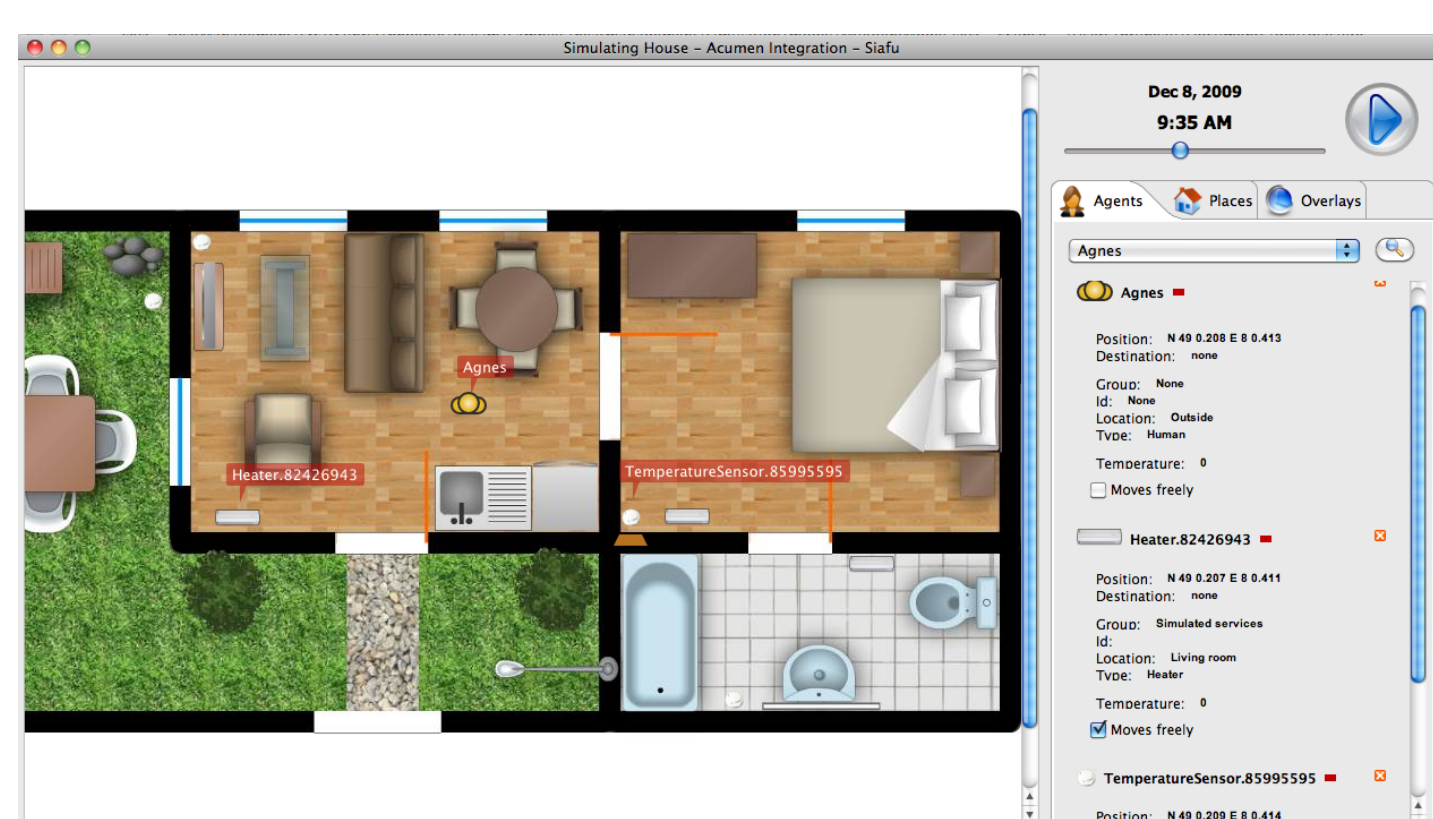 Simulating House – Acumen Integration – Siafu
Dec 8, 2009
9:35 AM
Agents
Places
Overlays
Agnes
Agnes
Position: N 49 0.208 E 8 0.413
Destination: none
Group: None
Id: None
Location: Outside
Type: Human
Temperature: 0
Moves freely
Heater.82426943
Position: N 49 0.207 E 8 0.411
Destination: none
Group: Simulated services
Id:
Location: Living room
Type: Heater
Temperature: 0
Moves freely
TemperatureSensor.85995595
Position: N 49 0.209 E 8 0.414
Agnes
Heater.82426943
TemperatureSensor.85995595